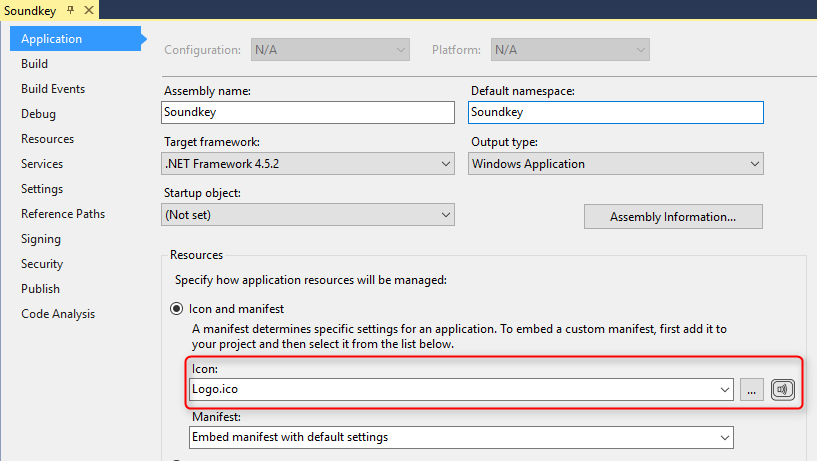 Soundkey
Application
Build
Build Events
Debug
Resources
Services
Settings
Reference Paths
Signing
Security
Publish
Code Analysis
Configuration: N/A Platform: N/A
Assembly name: Default namespace:
Soundkey Soundkey
Target framework: Output type:
.NET Framework 4.5.2 Windows Application
Startup object:
(Not set) Assembly Information...
Resources
Specify how application resources will be managed:
Icon and manifest
A manifest determines specific settings for an application. To embed a custom manifest, first add it to
your project and then select it from the list below.
Icon:
Logo.ico ...
Manifest:
Embed manifest with default settings